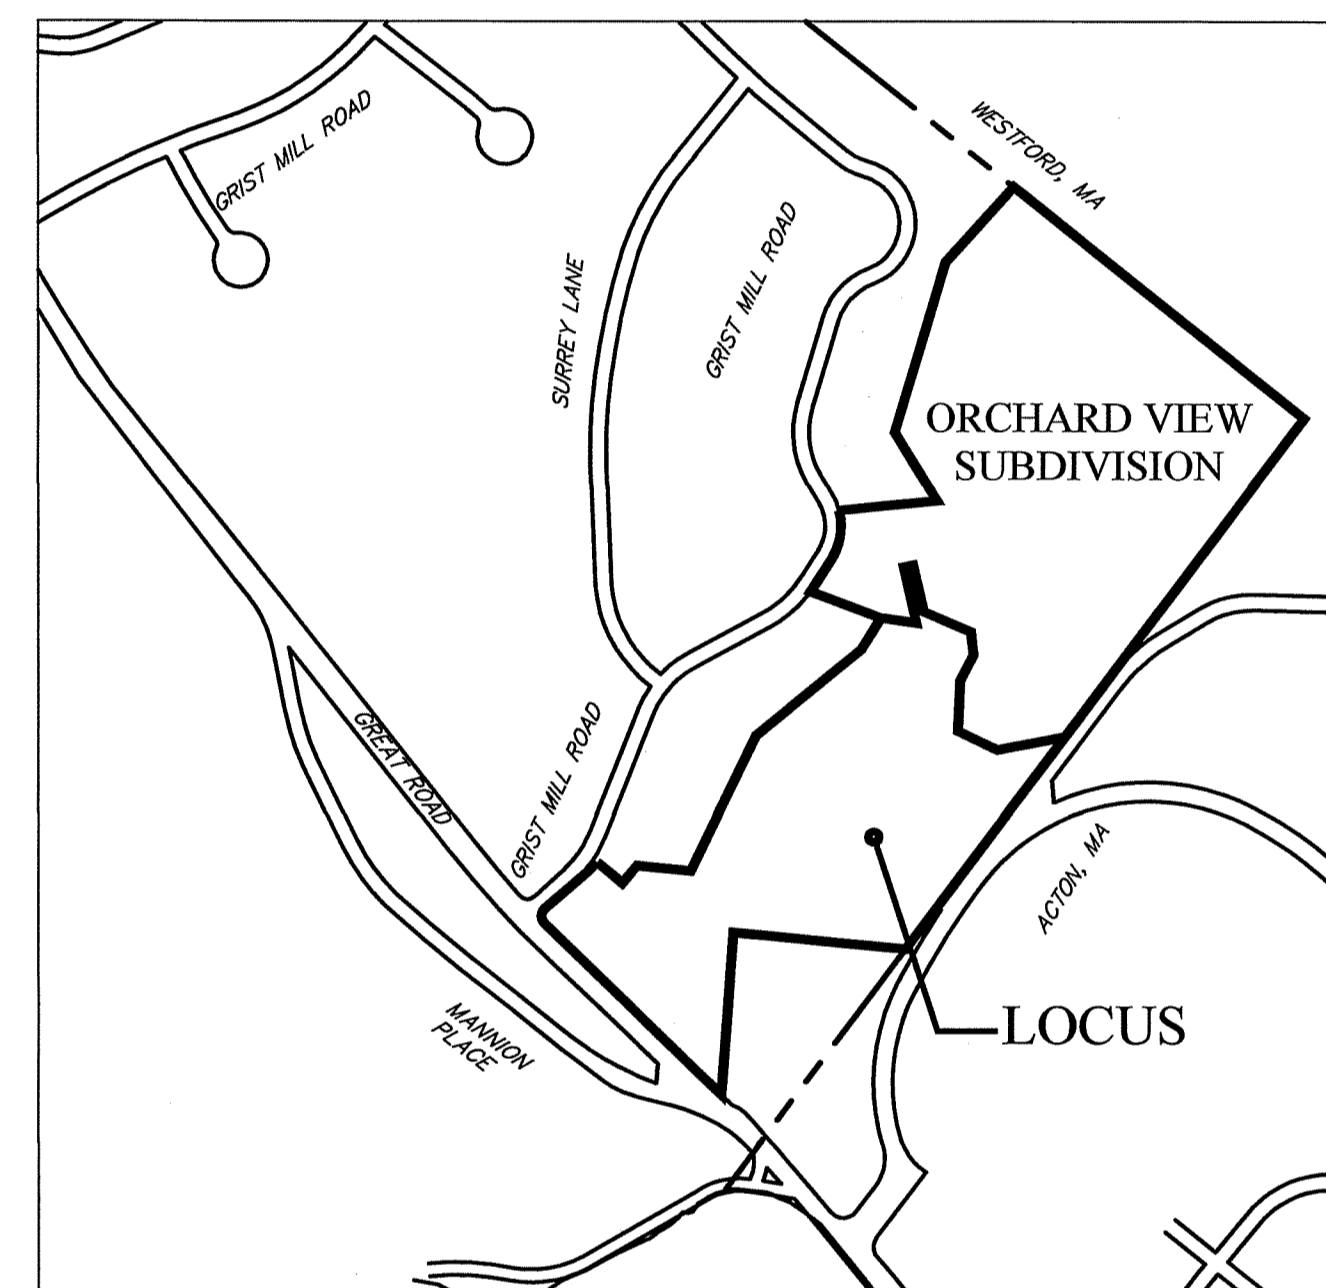 GRIST MILL ROAD
WESTFORD, MA
SURREY LANE
GRIST MILL ROAD
ORCHARD VIEW
SUBDIVISION
GREAT ROAD
GRIST MILL ROAD
ACTON, MA
MANNION
PLACE
LOCUS